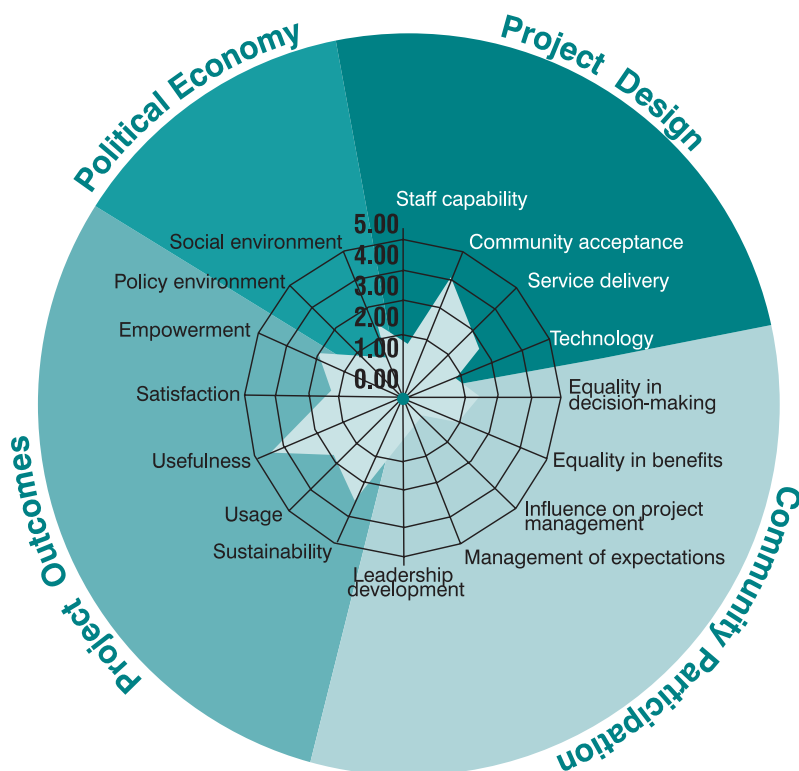 Political Economy
Project Design
Staff capability
5.00
Social environment
Community acceptance
4.00
Policy environment
Service delivery
3.00
Empowerment
2.00
Technology
1.00
0.00
Satisfaction
Equality in
decision-making
Usefulness
Equality in benefits
Usage
Influence on project
management
Sustainability
Management of expectations
Leadership
development
Project Outcomes
Community Participation